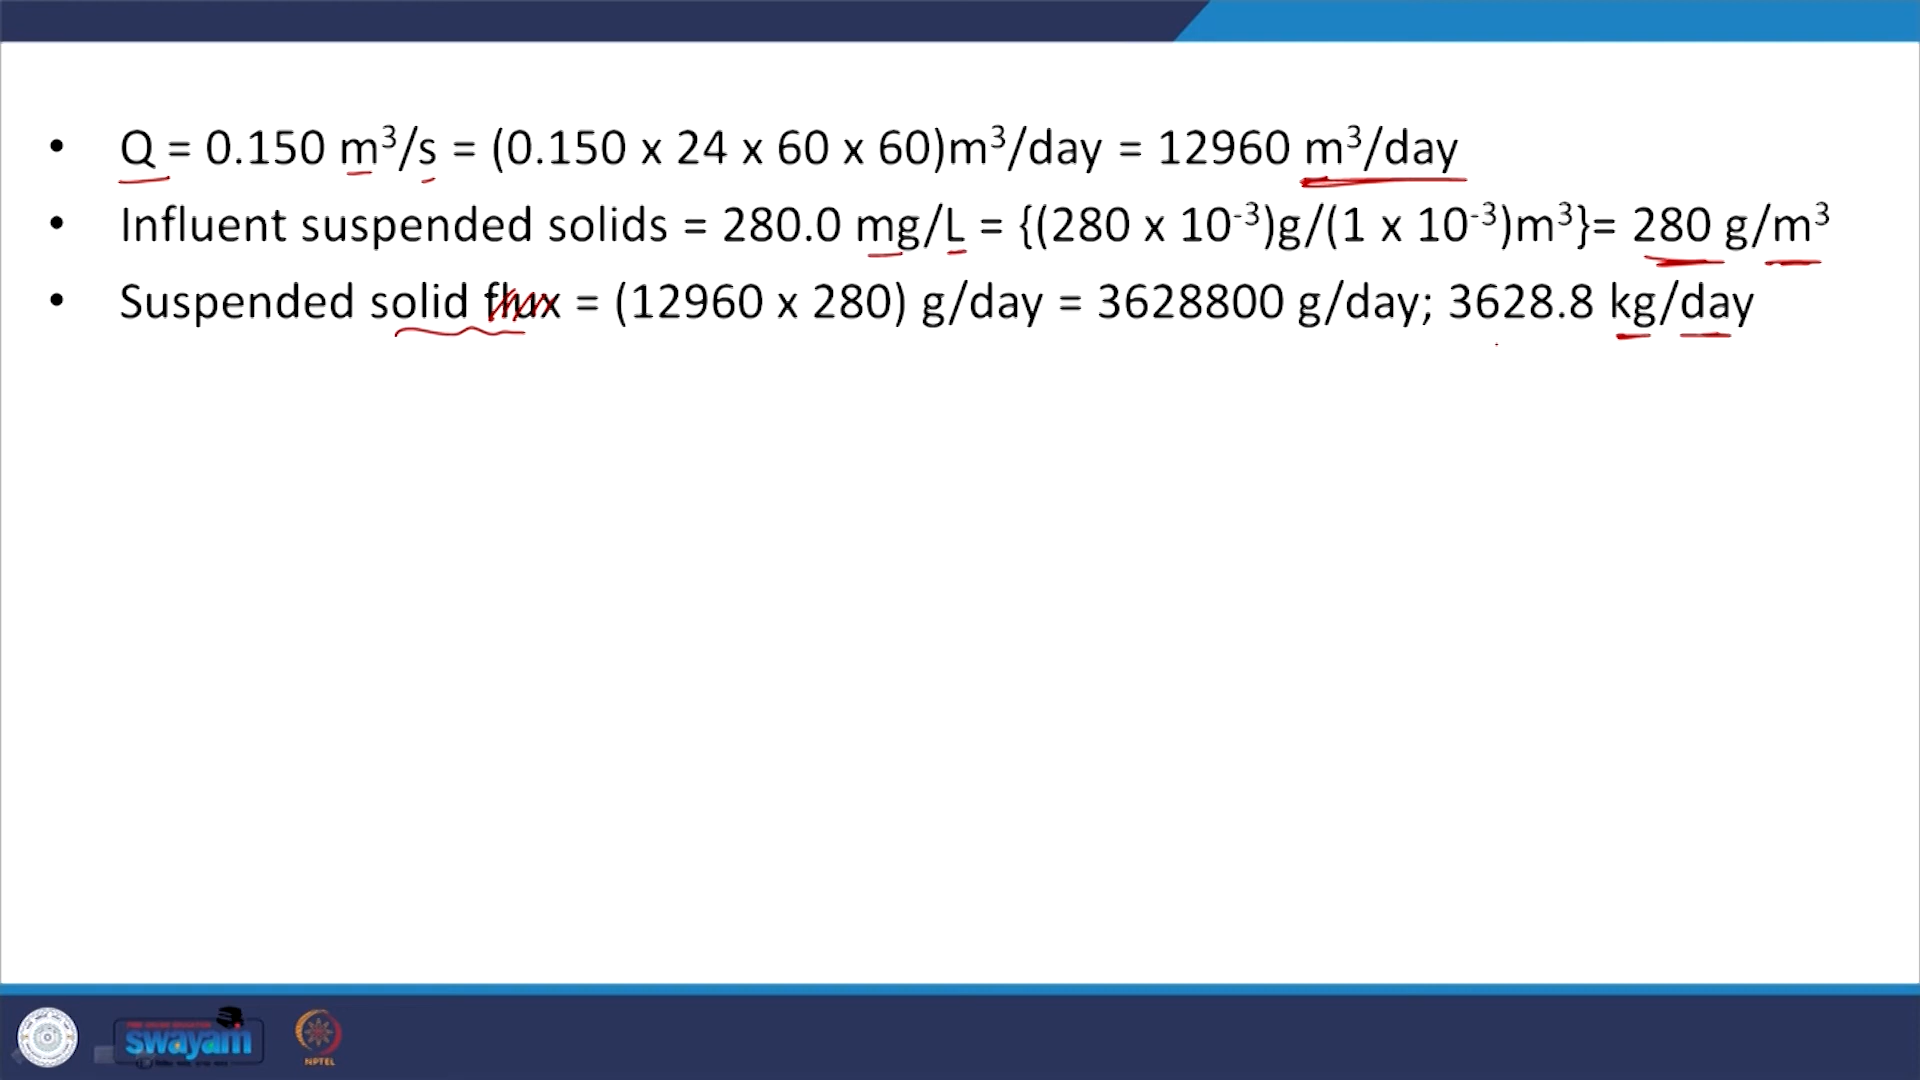 • Q = 0.150 m³/s = (0.150 x 24 x 60 x 60)m³/day = 12960 m³/day
• Influent suspended solids = 280.0 mg/L = {(280 x 10⁻³)g/(1 x 10⁻³)m³}= 280 g/m³
• Suspended solid flux = (12960 x 280) g/day = 3628800 g/day; 3628.8 kg/day
swayam
NPTEL